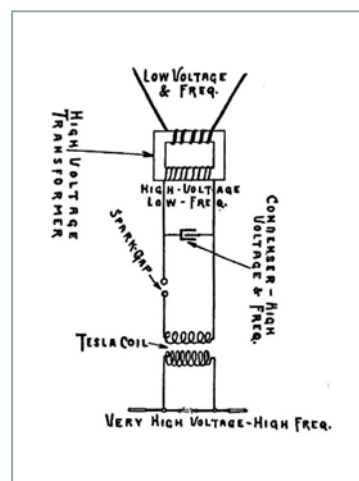 LOW VOLTAGE
& FREQ.
HIGH VOLTAGE
TRANSFORMER
HIGH-VOLTAGE
LOW-FREQ.
CONDENSER-HIGH
VOLTAGE & FREQ.
SPARK-GAP
TESLA COIL
VERY HIGH VOLTAGE-HIGH FREQ.